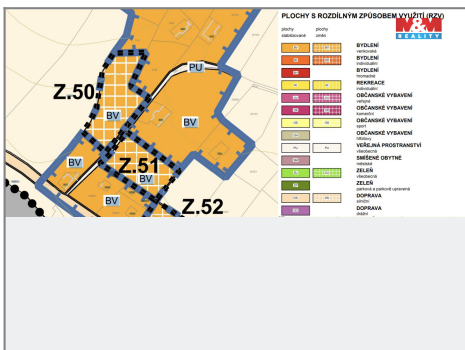 PLOCHY S ROZDÍLNÝM ZPŮSOBEM VYUŽITÍ (RZV)
M&M
REALITY
plochy stabilizované
plochy změn
BYDLENÍ
venkovské
BYDLENÍ
individuální
BYDLENÍ
hromadné
REKREACE
individuální
OBČANSKÉ VYBAVENÍ
veřejné
OBČANSKÉ VYBAVENÍ
komerční
OBČANSKÉ VYBAVENÍ
sport
OBČANSKÉ VYBAVENÍ
hřbitovy
VEŘEJNÁ PROSTRANSTVÍ
všeobecná
SMÍŠENÉ OBYTNÉ
městské
ZELEŇ
všeobecná
ZELEŇ
parková a parkově upravená
DOPRAVA
silniční
DOPRAVA
drážní
PU
Z.50
BV
BV
BV
Z.51
BV
BV
Z.52